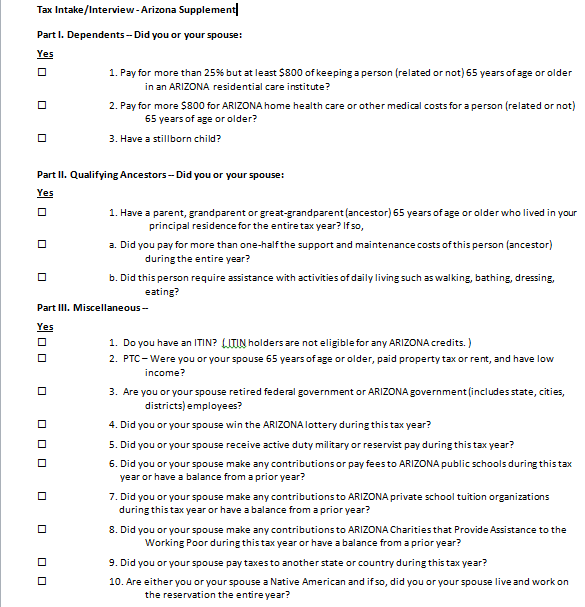 Tax Intake/Interview - Arizona Supplement
Part I. Dependents -- Did you or your spouse:
Yes
☐ 1. Pay for more than 25% but at least $800 of keeping a person (related or not) 65 years of age or older
in an ARIZONA residential care institute?
☐ 2. Pay for more $800 for ARIZONA home health care or other medical costs for a person (related or not)
65 years of age or older?
☐ 3. Have a stillborn child?
Part II. Qualifying Ancestors -- Did you or your spouse:
Yes
☐ 1. Have a parent, grandparent or great-grandparent (ancestor) 65 years of age or older who lived in your
principal residence for the entire tax year? If so,
☐ a. Did you pay for more than one-half the support and maintenance costs of this person (ancestor)
during the entire year?
☐ b. Did this person require assistance with activities of daily living such as walking, bathing, dressing,
eating?
Part III. Miscellaneous --
Yes
☐ 1. Do you have an ITIN? (ITIN holders are not eligible for any ARIZONA credits. )
☐ 2. PTC – Were you or your spouse 65 years of age or older, paid property tax or rent, and have low
income?
☐ 3. Are you or your spouse retired federal government or ARIZONA government (includes state, cities,
districts) employees?
☐ 4. Did you or your spouse win the ARIZONA lottery during this tax year?
☐ 5. Did you or your spouse receive active duty military or reservist pay during this tax year?
☐ 6. Did you or your spouse make any contributions or pay fees to ARIZONA public schools during this tax
year or have a balance from a prior year?
☐ 7. Did you or your spouse make any contributions to ARIZONA private school tuition organizations
during this tax year or have a balance from a prior year?
☐ 8. Did you or your spouse make any contributions to ARIZONA Charities that Provide Assistance to the
Working Poor during this tax year or have a balance from a prior year?
☐ 9. Did you or your spouse pay taxes to another state or country during this tax year?
☐ 10. Are either you or your spouse a Native American and if so, did you or your spouse live and work on
the reservation the entire year?